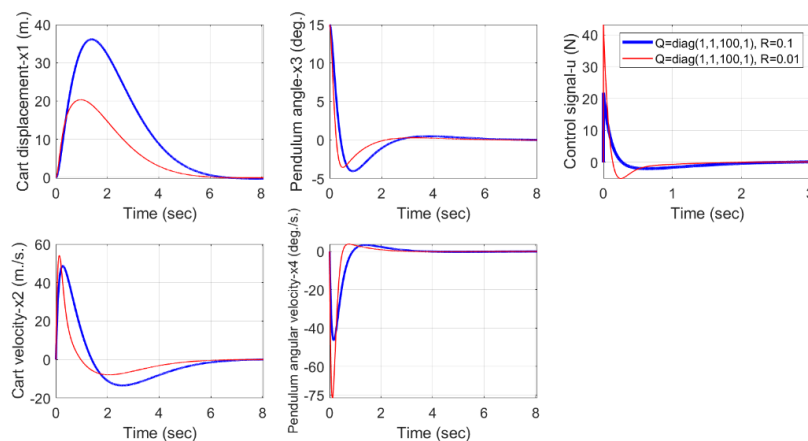 Cart displacement-x1 (m.)
40
30
20
10
0
0 2 4 6 8
Time (sec)
Pendulum angle-x3 (deg.)
15
10
5
0
-5
0 2 4 6 8
Time (sec)
Control signal-u (N)
40
30
20
10
0
0 1 2 3
Time (sec)
Q=diag(1,1,100,1), R=0.1
Q=diag(1,1,100,1), R=0.01
Cart velocity-x2 (m./s.)
60
40
20
0
-20
0 2 4 6 8
Time (sec)
Pendulum angular velocity-x4 (deg./s.)
0
-20
-40
-60
-75
0 2 4 6 8
Time (sec)